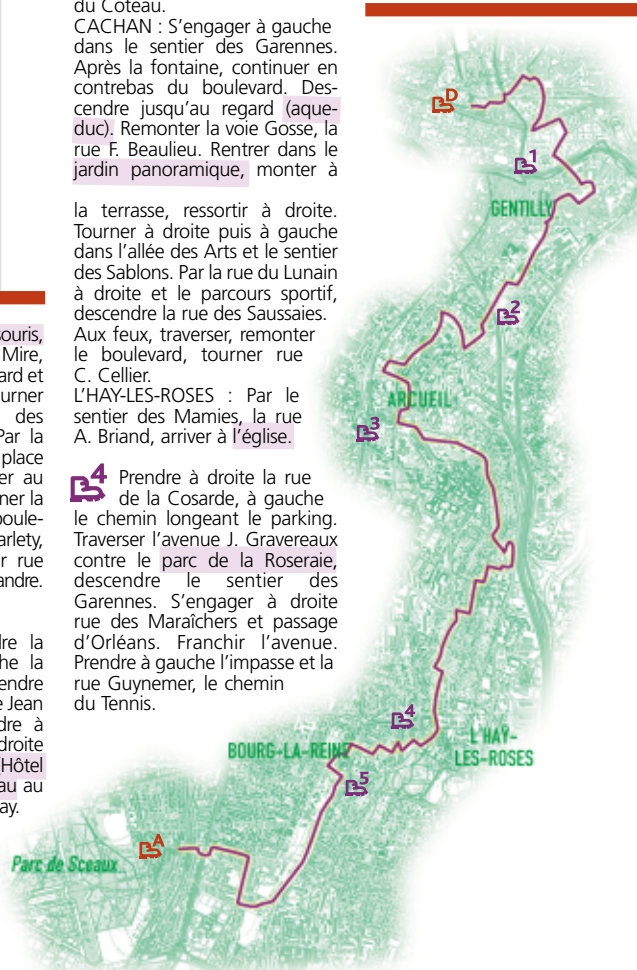 souris,
Mire,
ard et
urner
des
Par la
place
er au
ner la
boule-
arlety,
r rue
andre.
dre la
he la
endre
e Jean
dre à
droite
(Hôtel
au au
ay.
du Coteau.
CACHAN : S'engager à gauche
dans le sentier des Garennes.
Après la fontaine, continuer en
contrebas du boulevard. Des-
cendre jusqu'au regard (aque-
duc). Remonter la voie Gosse, la
rue F. Beaulieu. Rentrer dans le
jardin panoramique, monter à
la terrasse, ressortir à droite.
Tourner à droite puis à gauche
dans l'allée des Arts et le sentier
des Sablons. Par la rue du Lunain
à droite et le parcours sportif,
descendre la rue des Saussaies.
Aux feux, traverser, remonter
le boulevard, tourner rue
C. Cellier.
L'HAY-LES-ROSES : Par le
sentier des Mamies, la rue
A. Briand, arriver à l'église.
4 Prendre à droite la rue
de la Cosarde, à gauche
le chemin longeant le parking.
Traverser l'avenue J. Gravereaux
contre le parc de la Roseraie,
descendre le sentier des
Garennes. S'engager à droite
rue des Maraîchers et passage
d'Orléans. Franchir l'avenue.
Prendre à gauche l'impasse et la
rue Guynemer, le chemin
du Tennis.
D
1
GENTILLY
2
ARCUEIL
3
4
L'HAŸ-
LES-ROSES
BOURG-LA-REINE
5
A
Parc de Sceaux